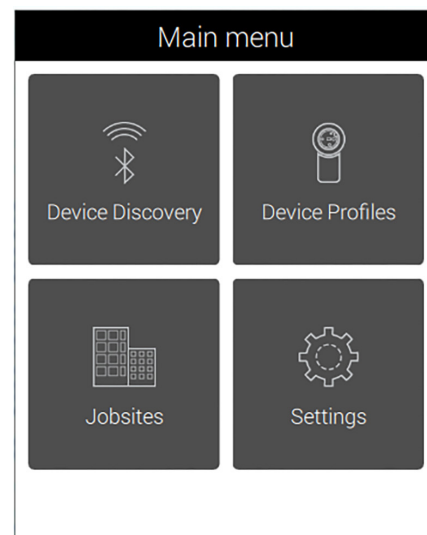 Main menu
Device Discovery
Device Profiles
Jobsites
Settings